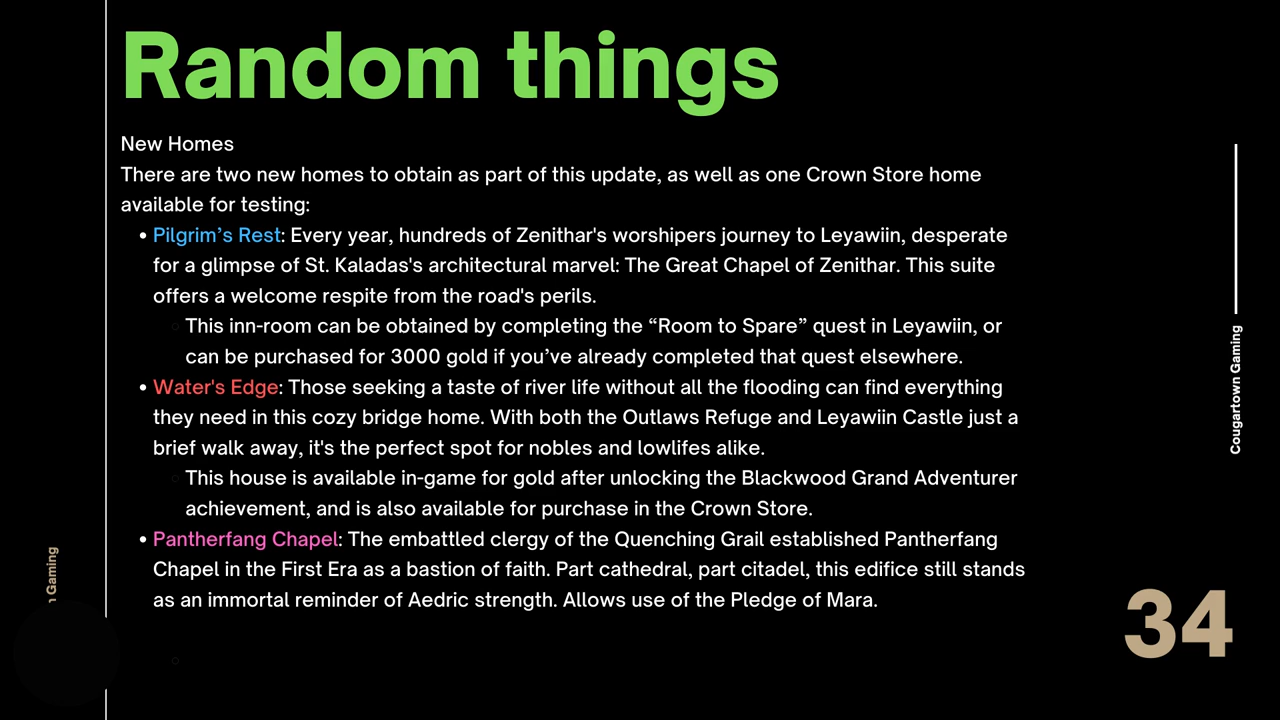 Random things
New Homes
There are two new homes to obtain as part of this update, as well as one Crown Store home
available for testing:
• Pilgrim’s Rest: Every year, hundreds of Zenithar's worshipers journey to Leyawiin, desperate
for a glimpse of St. Kaladas's architectural marvel: The Great Chapel of Zenithar. This suite
offers a welcome respite from the road's perils.
This inn-room can be obtained by completing the “Room to Spare” quest in Leyawiin, or
can be purchased for 3000 gold if you’ve already completed that quest elsewhere.
• Water's Edge: Those seeking a taste of river life without all the flooding can find everything
they need in this cozy bridge home. With both the Outlaws Refuge and Leyawiin Castle just a
brief walk away, it's the perfect spot for nobles and lowlifes alike.
This house is available in-game for gold after unlocking the Blackwood Grand Adventurer
achievement, and is also available for purchase in the Crown Store.
• Pantherfang Chapel: The embattled clergy of the Quenching Grail established Pantherfang
Chapel in the First Era as a bastion of faith. Part cathedral, part citadel, this edifice still stands
as an immortal reminder of Aedric strength. Allows use of the Pledge of Mara.
Cougartown Gaming
Gaming
34